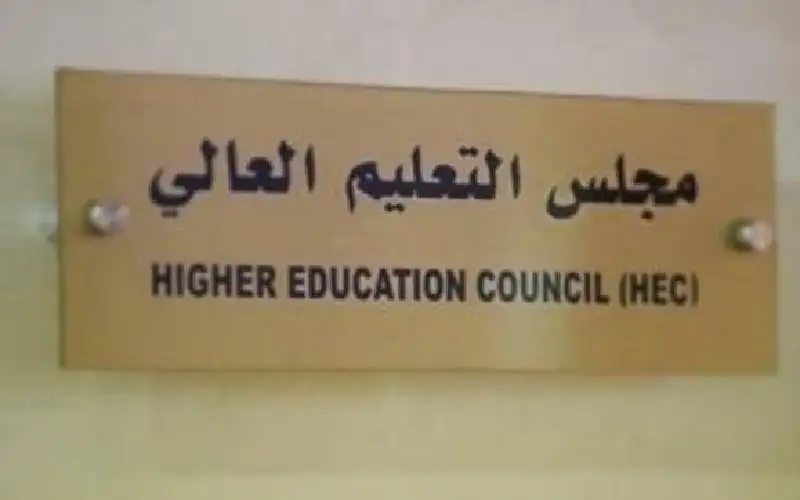 مجلس التعليم العالي
HIGHER EDUCATION COUNCIL (HEC)